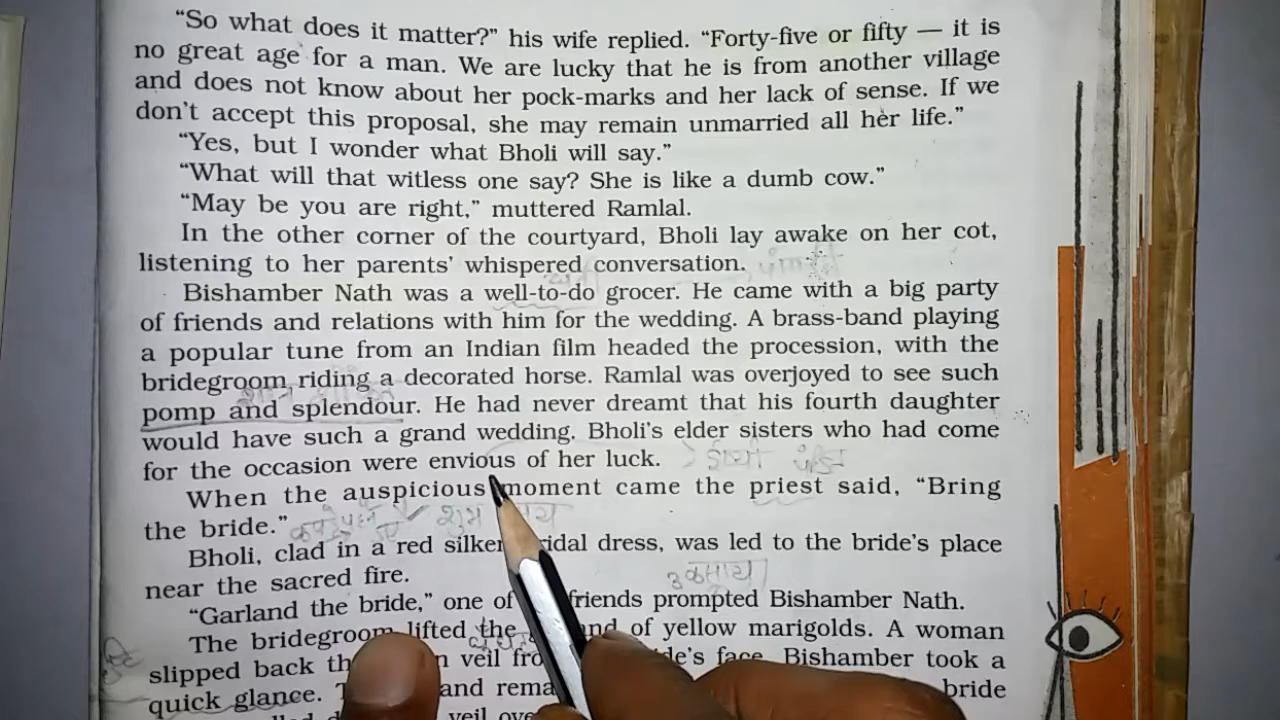 “So what does it matter?” his wife replied. “Forty-five or fifty — it is
no great age for a man. We are lucky that he is from another village
and does not know about her pock-marks and her lack of sense. If we
don’t accept this proposal, she may remain unmarried all her life.”
“Yes, but I wonder what Bholi will say.”
“What will that witless one say? She is like a dumb cow.”
“May be you are right,” muttered Ramlal.
In the other corner of the courtyard, Bholi lay awake on her cot,
listening to her parents’ whispered conversation.
Bishamber Nath was a well-to-do grocer. He came with a big party
of friends and relations with him for the wedding. A brass-band playing
a popular tune from an Indian film headed the procession, with the
bridegroom riding a decorated horse. Ramlal was overjoyed to see such
pomp and splendour. He had never dreamt that his fourth daughter
would have such a grand wedding. Bholi’s elder sisters who had come
for the occasion were envious of her luck.
When the auspicious moment came the priest said, “Bring
the bride.”
शुभ
Bholi, clad in a red silken dress, was led to the bride’s place
near the sacred fire.
“Garland the bride,” one of friends prompted Bishamber Nath.
The bridegroom lifted the of yellow marigolds. A woman
slipped back veil face. Bishamber took a
quick glance. and bride
veil